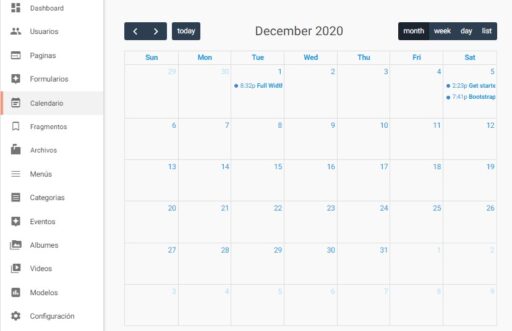 Dashboard
Usuarios
Paginas
Formularios
Calendario
Fragmentos
Archivos
Menús
Categorias
Eventos
Albumes
Videos
Modelos
Configuración
today
December 2020
month week day list
Sun Mon Tue Wed Thu Fri Sat
29 30 1 2 3 4 5
8:32p Full Widt
2:23p Get starte
7:41p Bootstrap
6 7 8 9 10 11 12
13 14 15 16 17 18 19
20 21 22 23 24 25 26
27 28 29 30 31 1 2
3 4 5 6 7 8 9